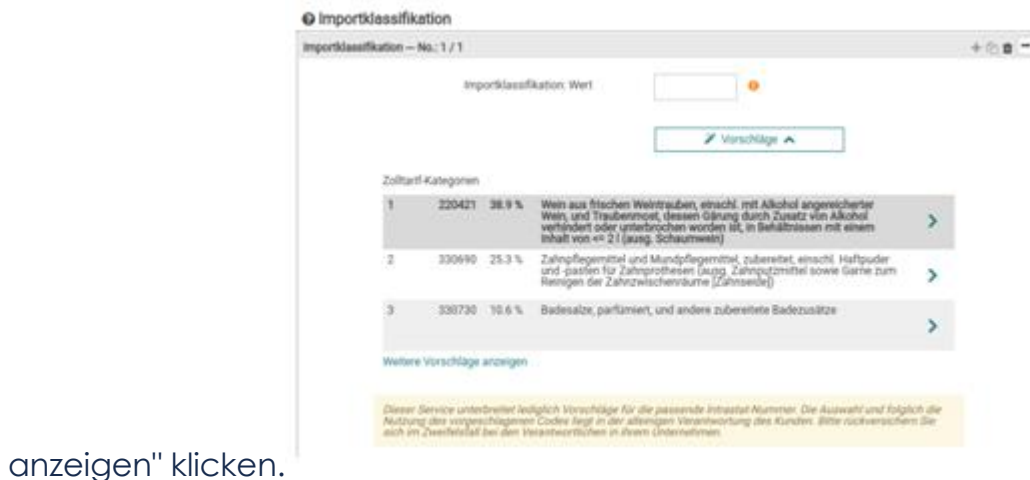 Importklassifikation
Importklassifikation – No.: 1 / 1
Importklassifikation: Wert
Vorschläge
Zolltarif-Kategorien
1 220421 38.9 % Wein aus frischen Weintrauben, einschl. mit Alkohol angereicherter
Wein, und Traubenmost, dessen Gärung durch Zusatz von Alkohol
verhindert oder unterbrochen worden ist, in Behältnissen mit einem
Inhalt von <= 2 l (ausg. Schaumwein)
2 330690 25.3 % Zahnpflegemittel und Mundpflegemittel, zubereitet, einschl. Haftpuder
und -pasten für Zahnprothesen (ausg. Zahnputzmittel sowie Garne zum
Reinigen der Zahnzwischenräume [Zahnseide])
3 330730 10.6 % Badesalze, parfümiert, und andere zubereitete Badezusätze
Weitere Vorschläge anzeigen
Dieser Service unterbreitet lediglich Vorschläge für die passende Intrastat-Nummer. Die Auswahl und folglich die
Nutzung des vorgeschlagenen Codes liegt in der alleinigen Verantwortung des Kunden. Bitte rückversichern Sie
sich im Zweifelsfall bei den Verantwortlichen in Ihrem Unternehmen.
anzeigen" klicken.